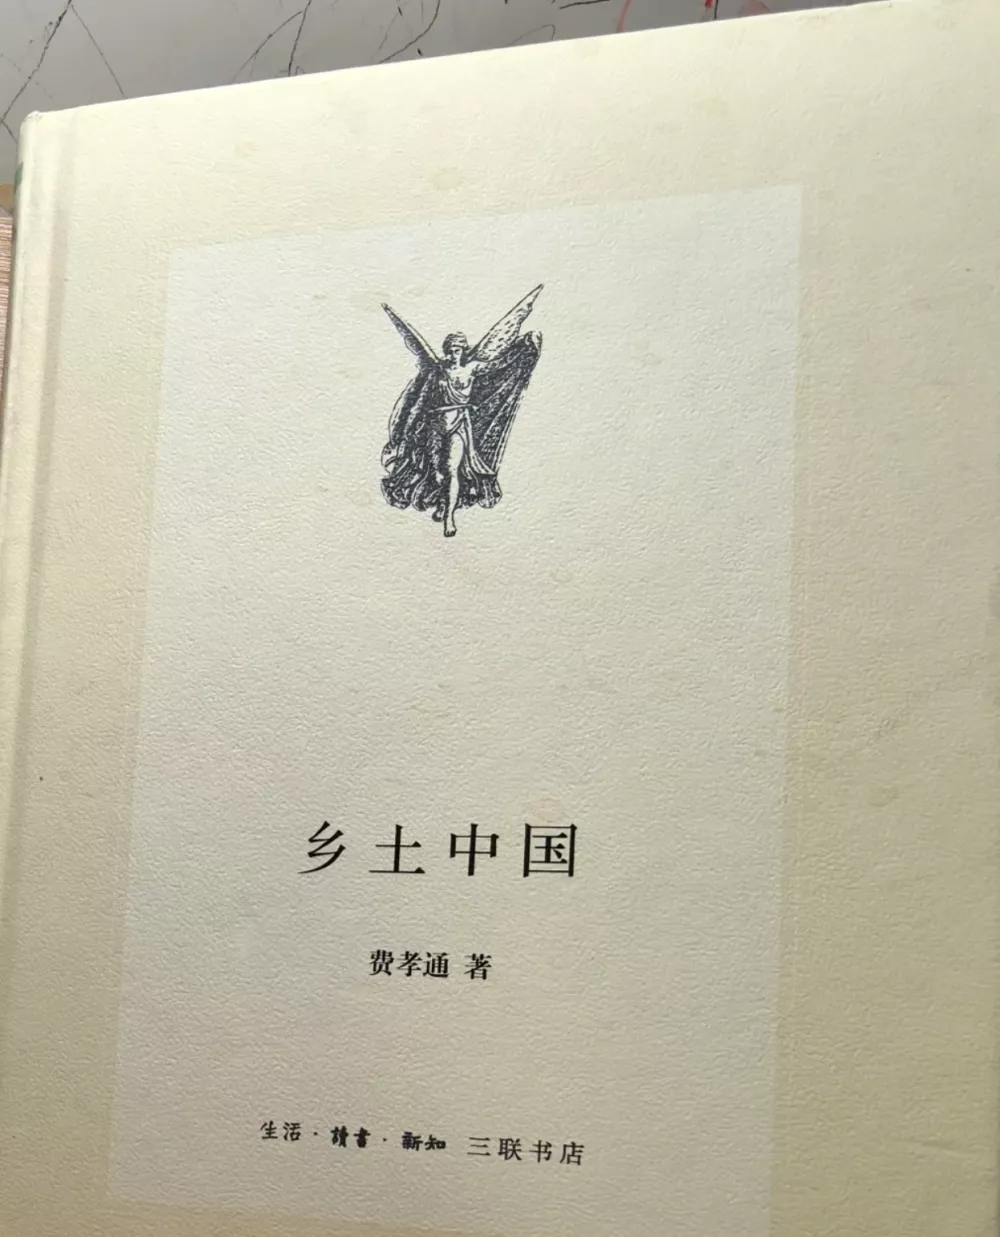 乡土中国
费孝通 著
生活·讀書·新知 三联书店